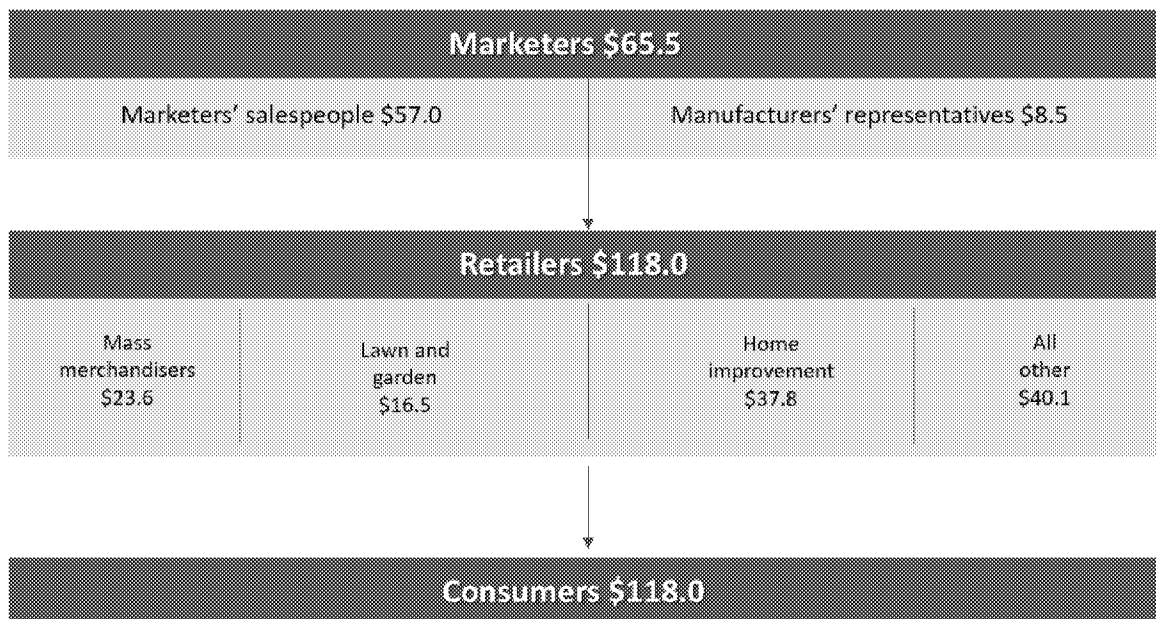 Marketers $65.5
Marketers' salespeople $57.0
Manufacturers' representatives $8.5
Retailers $118.0
Mass
merchandisers
$23.6
Lawn and
garden
$16.5
Home
improvement
$37.8
All
other
$40.1
Consumers $118.0